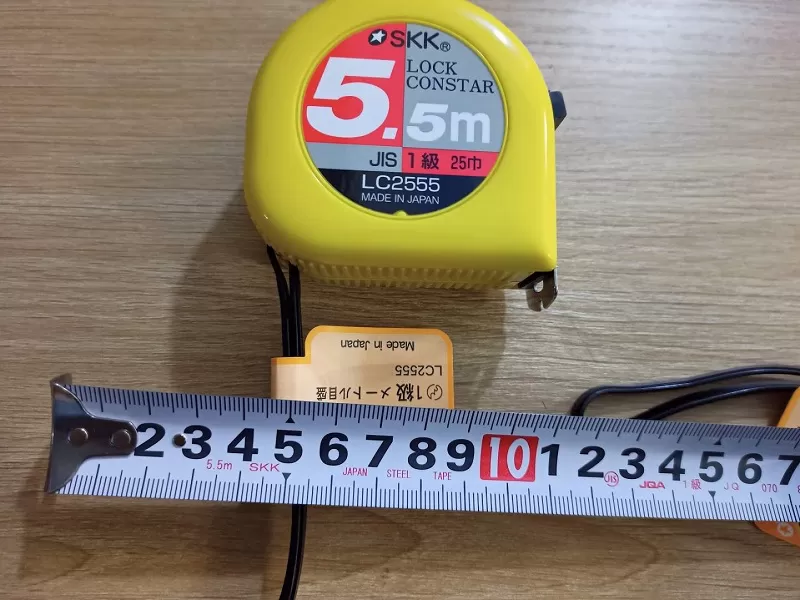 SKK®
LOCK
CONSTAR
5.5m
JIS 1級 25巾
LC2555
MADE IN JAPAN
Made in Japan
LC2555
1級 メートル目盛
2 3 4 5 6 7 8 9 10 1 2 3 4 5 6 7
5.5m SKK JAPAN STEEL TAPE JIS JQA 1級 JQ 070